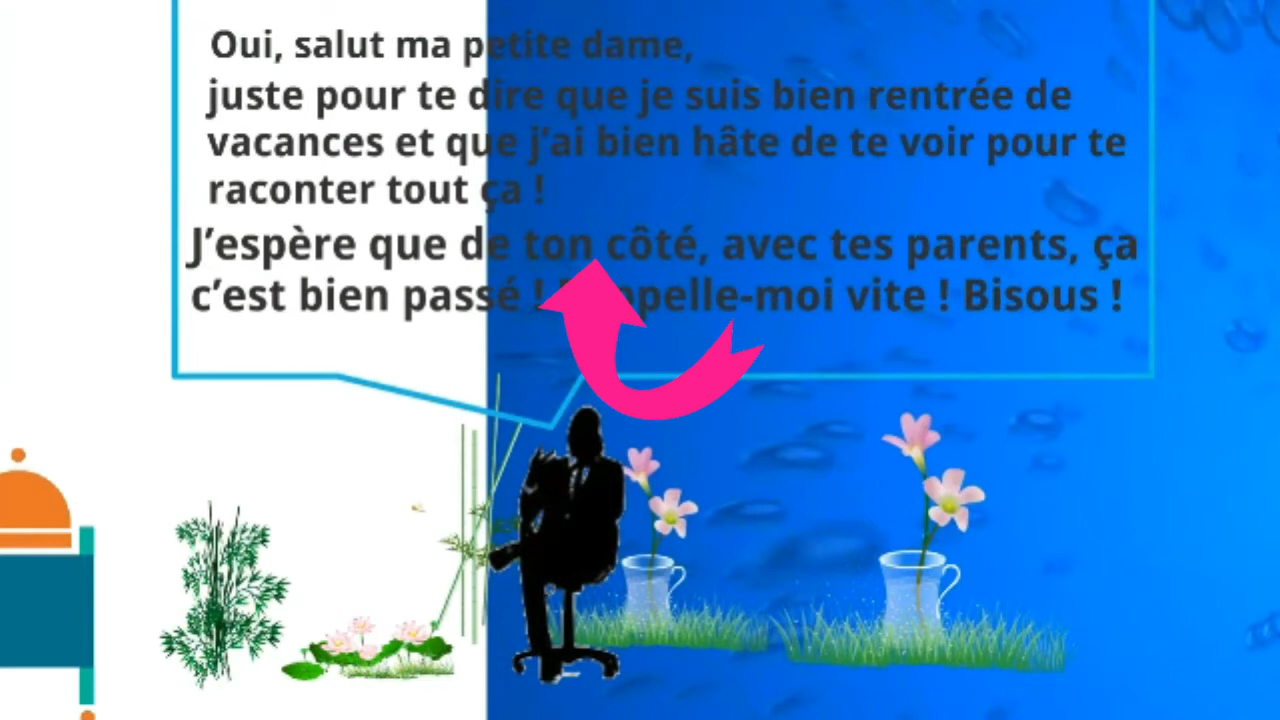 Oui, salut ma petite dame,
juste pour te dire que je suis bien rentrée de
vacances et que j'ai bien hâte de te voir pour te
raconter tout ça !
J'espère que de ton côté, avec tes parents, ça
c'est bien passé ! -moi vite ! Bisous !